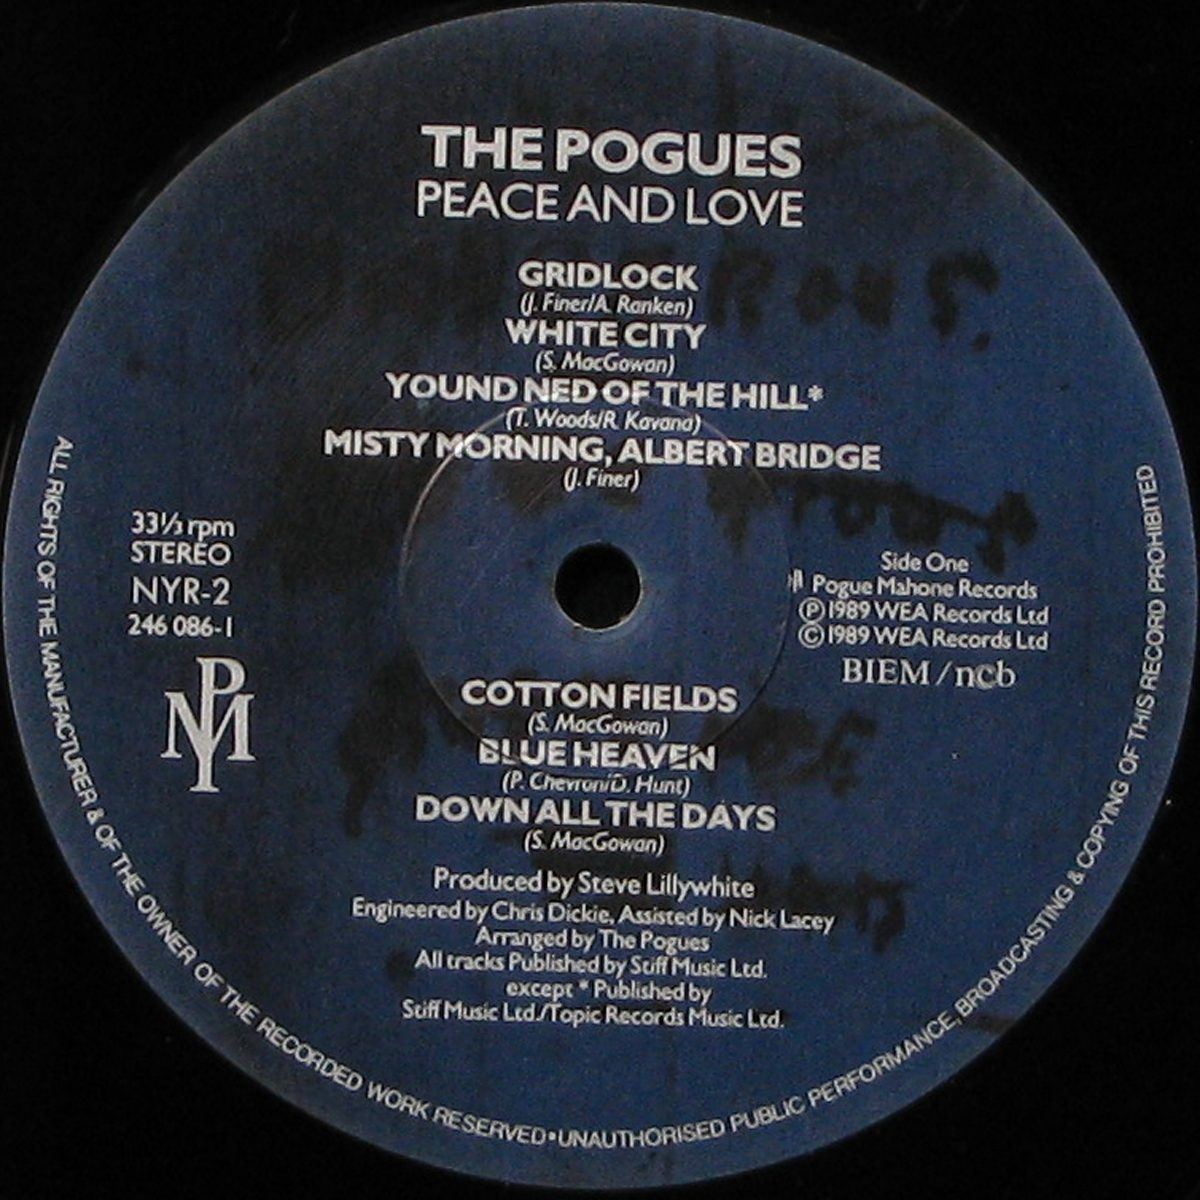 THE POGUES
PEACE AND LOVE
GRIDLOCK
(J. Finer/A. Ranken)
WHITE CITY
(S. MacGowan)
YOUND NED OF THE HILL*
(T. Woods/R. Kavana)
MISTY MORNING, ALBERT BRIDGE
(J. Finer)
33⅓ rpm
STEREO
NYR-2
246 086-1
PM
Side One
Pogue Mahone Records
Ⓟ1989 WEA Records Ltd
©1989 WEA Records Ltd
BIEM/ncb
COTTON FIELDS
(S. MacGowan)
BLUE HEAVEN
(P. Chevron/D. Hunt)
DOWN ALL THE DAYS
(S. MacGowan)
Produced by Steve Lillywhite
Engineered by Chris Dickie, Assisted by Nick Lacey
Arranged by The Pogues
All tracks Published by Stiff Music Ltd.
except * Published by
Stiff Music Ltd./Topic Records Music Ltd.
ALL RIGHTS OF THE MANUFACTURER & OF THE OWNER OF THE RECORDED WORK RESERVED•UNAUTHORISED PUBLIC PERFORMANCE, BROADCASTING & COPYING OF THIS RECORD PROHIBITED